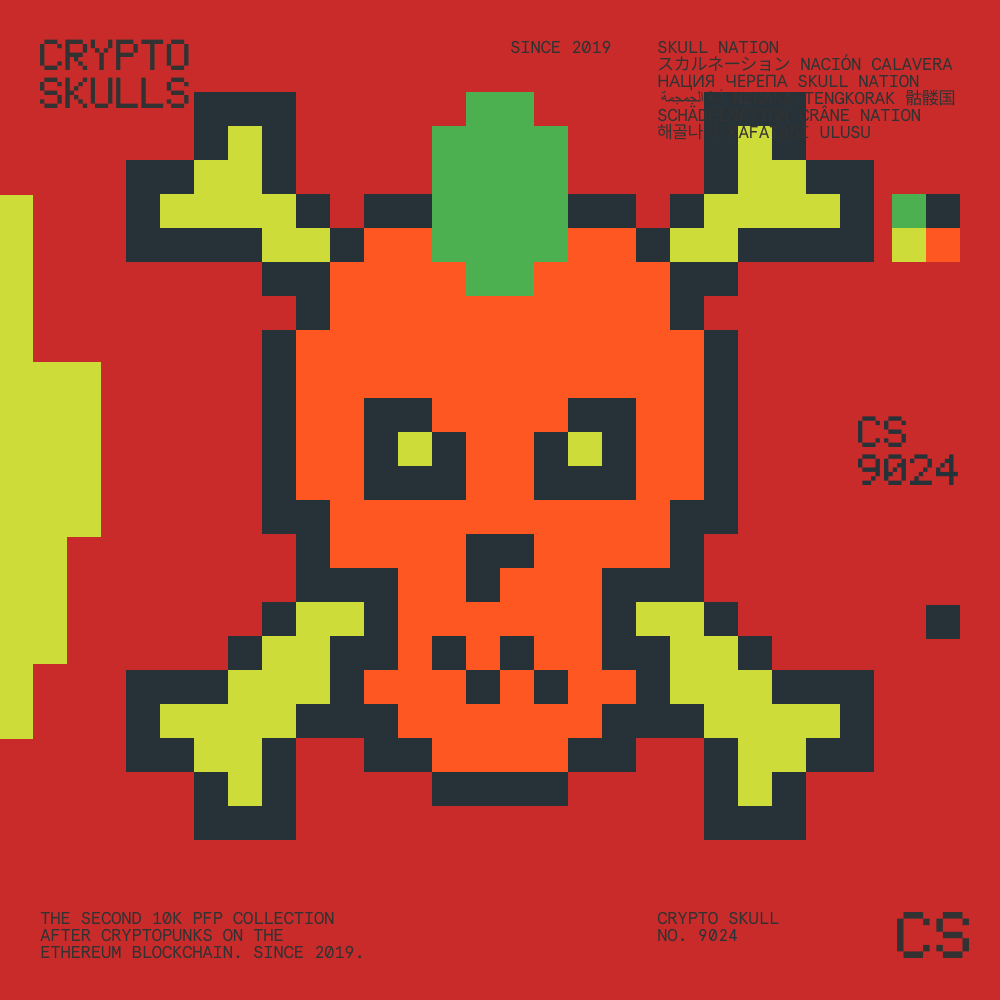 CRYPTO
SKULLS
SINCE 2019
SKULL NATION
スカルネーション NACIÓN CALAVERA
НАЦИЯ ЧЕРЕПА SKULL NATION
الجمجمة TENGKORAK 骷髅国
CRÂNE NATION
해골나 ULUSU
CS
9024
THE SECOND 10K PFP COLLECTION
AFTER CRYPTOPUNKS ON THE
ETHEREUM BLOCKCHAIN. SINCE 2019.
CRYPTO SKULL
NO. 9024
CS